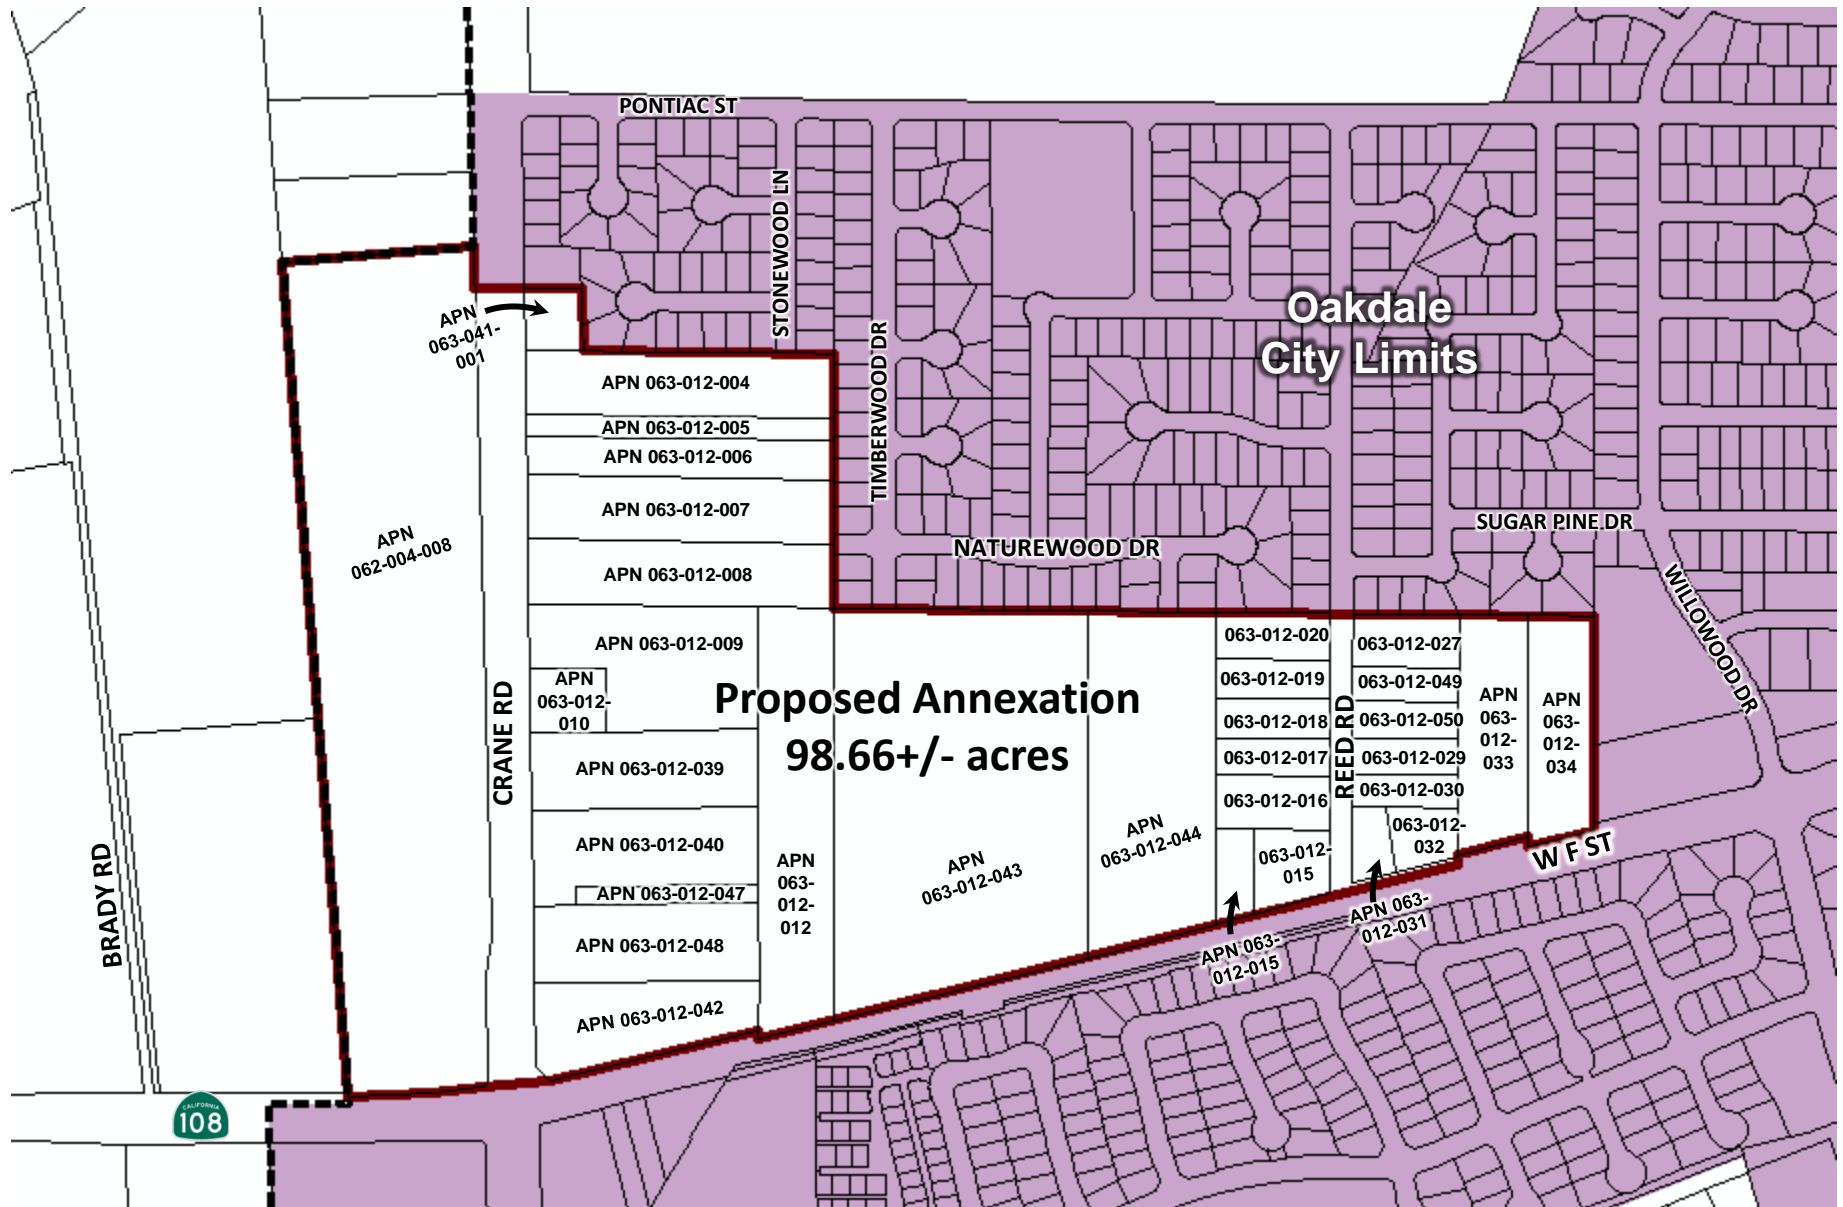 PONTIAC ST
STONEWOOD LN
TIMBERWOOD DR
Oakdale
City Limits
APN
063-041-
001
APN 063-012-004
APN 063-012-005
APN 063-012-006
APN 063-012-007
APN 063-012-008
APN
062-004-008
NATUREWOOD DR
SUGAR PINE DR
WILLOWOOD DR
CRANE RD
APN 063-012-009
APN
063-012-
010
APN 063-012-039
APN 063-012-040
APN 063-012-047
APN 063-012-048
APN 063-012-042
Proposed Annexation
98.66+/- acres
APN
063-
012-
012
APN
063-012-043
APN
063-012-044
063-012-020
063-012-019
063-012-018
063-012-017
063-012-016
063-012-
015
REED RD
063-012-027
063-012-049
063-012-050
063-012-029
063-012-030
063-012-
032
APN
063-
012-
033
APN
063-
012-
034
W F ST
APN 063-
012-031
APN 063-
012-015
BRADY RD
CALIFORNIA
108